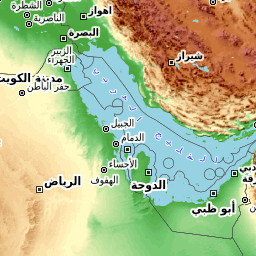 الشطرة
الناصرية
اهواز
البصرة
الزبير
الجهراء
مدينة الكويت
حفر الباطن
شيراز
الجبيل
الدمام
الأحساء
الهفوف
الرياض
الدوحة
دبي
أبو ظبي